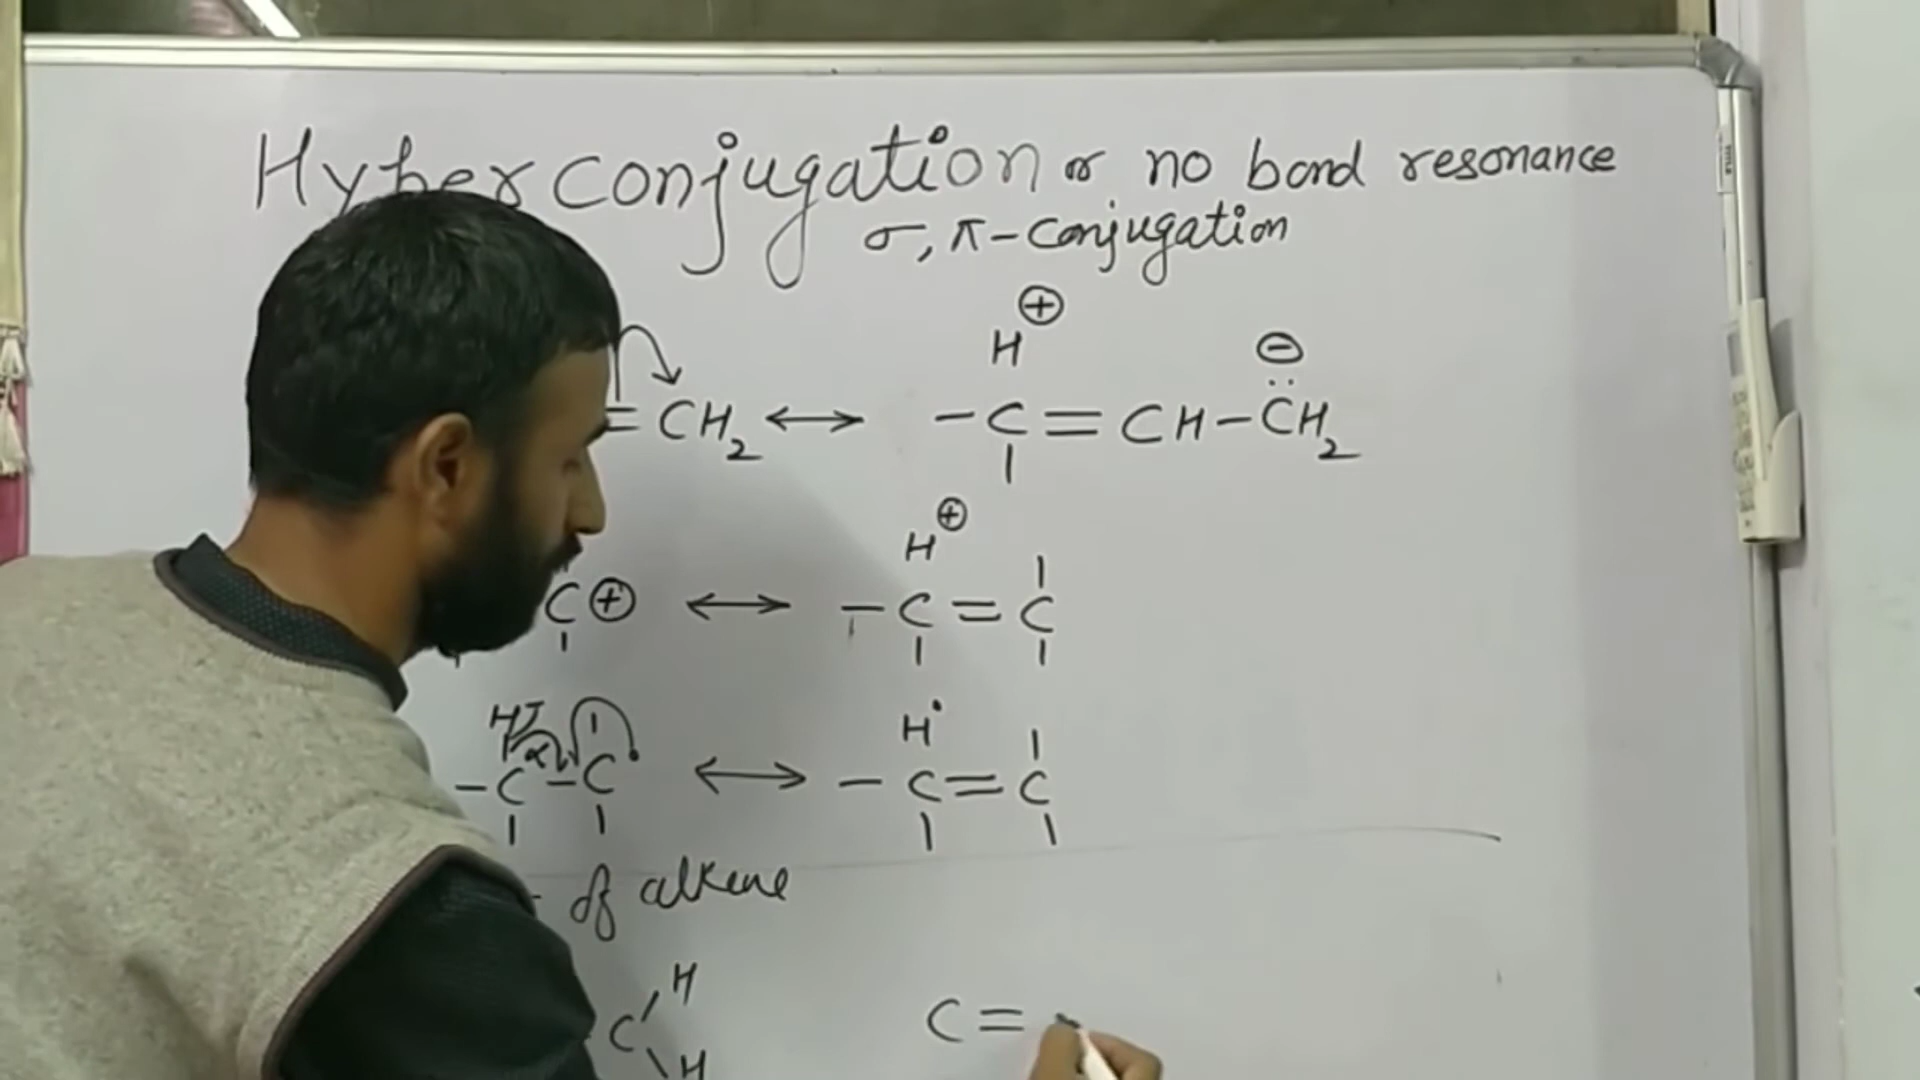 Hyperconjugation or no bond resonance
σ, π-conjugation
H⊕
⊖
=CH₂ ↔ -C=CH-C̈H₂
H⊕
C⊕ ↔ -C=C
H α H•
-C-C• ↔ -C=C
of alkene
H
C C=
H